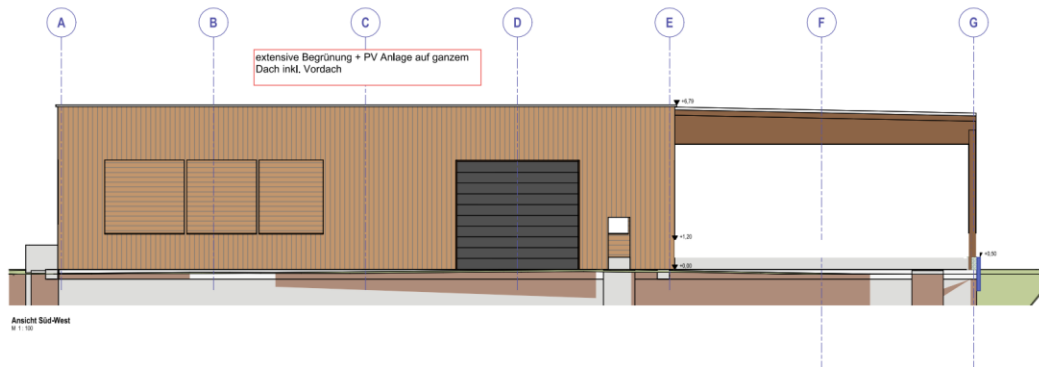 A B C D E F G
extensive Begrünung + PV Anlage auf ganzem
Dach inkl. Vordach
+6,79
+1,20
+0,50
+0,00
Ansicht Süd-West
M 1 : 100